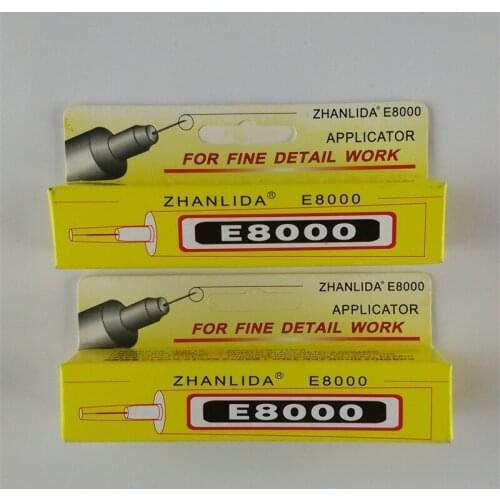 ZHANLIDA® E8000
APPLICATOR
FOR FINE DETAIL WORK
ZHANLIDA® E8000
E8000
ZHANLIDA® E8000
APPLICATOR
FOR FINE DETAIL WORK
ZHANLIDA® E8000
E8000